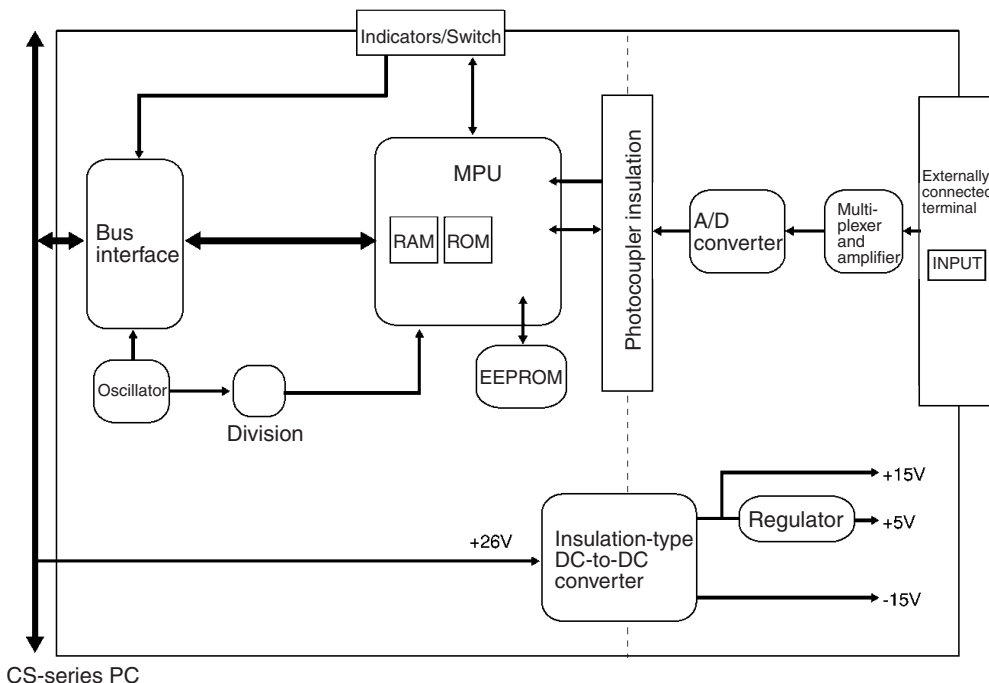 Indicators/Switch
MPU
RAM
ROM
Bus
interface
Photocoupler insulation
A/D
converter
Multi-
plexer
and
amplifier
Externally
connected
terminal
INPUT
EEPROM
Oscillator
Division
+15V
Regulator
+5V
+26V
Insulation-type
DC-to-DC
converter
-15V
CS-series PC